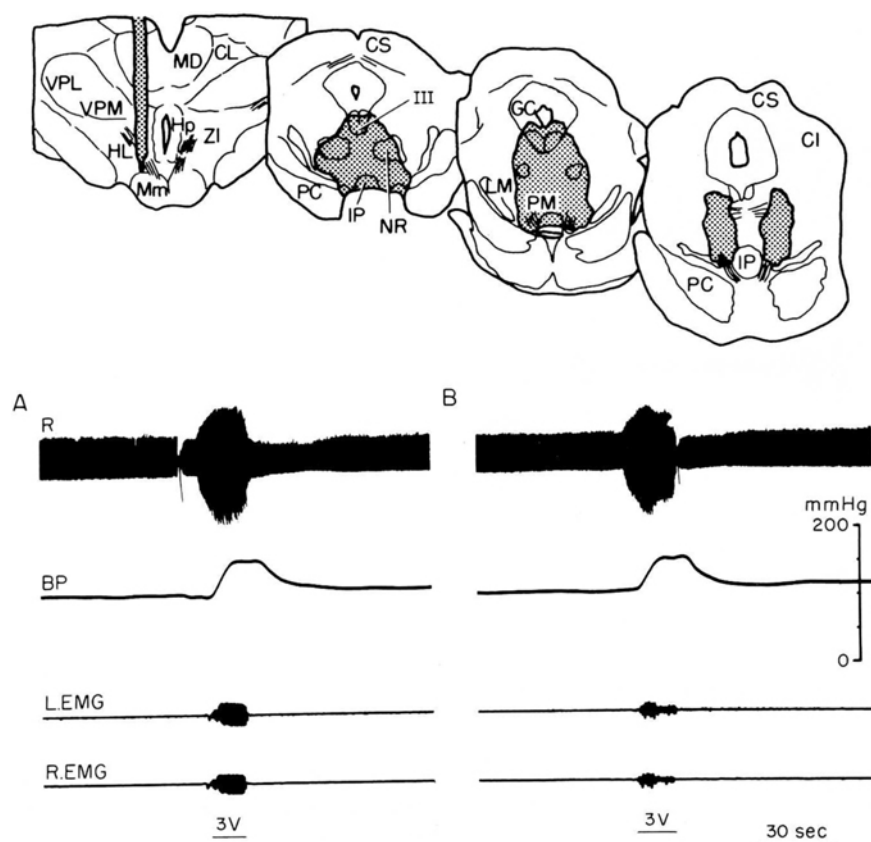 MD CL
VPL
VPM
Hp ZI
HL
Mm
CS
III
PC
IP
NR
GC
LM
PM
CS
CI
IP
PC
A
R
B
mmHg
200
BP
0
L.EMG
R.EMG
3V
3V
30 sec